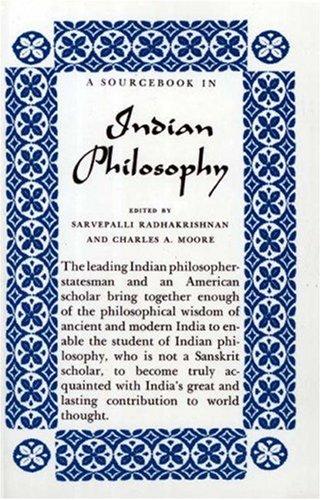 A SOURCEBOOK IN
Indian
Philosophy
EDITED BY
SARVEPALLI RADHAKRISHNAN
AND CHARLES A. MOORE
The leading Indian philosopher-
statesman and an American
scholar bring together enough
of the philosophical wisdom of
ancient and modern India to en-
able the student of Indian phi-
losophy, who is not a Sanskrit
scholar, to become truly ac-
quainted with India's great and
lasting contribution to world
thought.